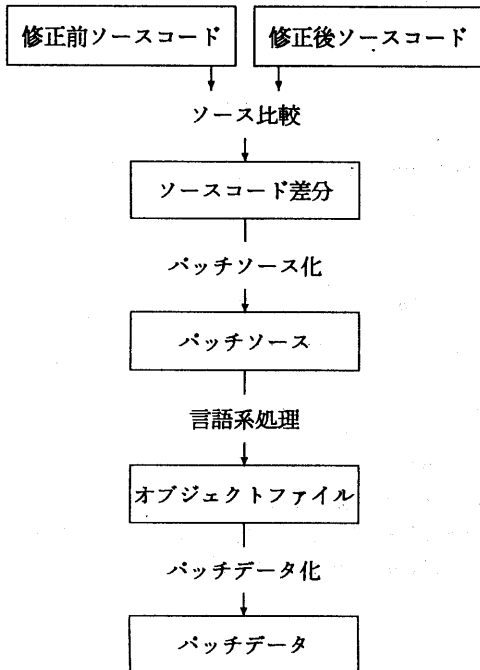 修正前ソースコード
修正後ソースコード
ソース比較
ソースコード差分
パッチソース化
パッチソース
言語系処理
オブジェクトファイル
パッチデータ化
パッチデータ